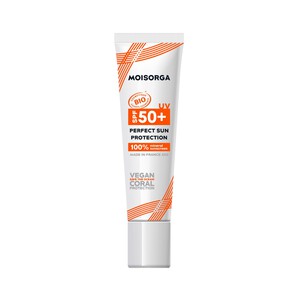 MOISORGA
BIO
UV
SPF 50+
PERFECT SUN
PROTECTION
100%
VEGAN
CORAL
PROTECTION